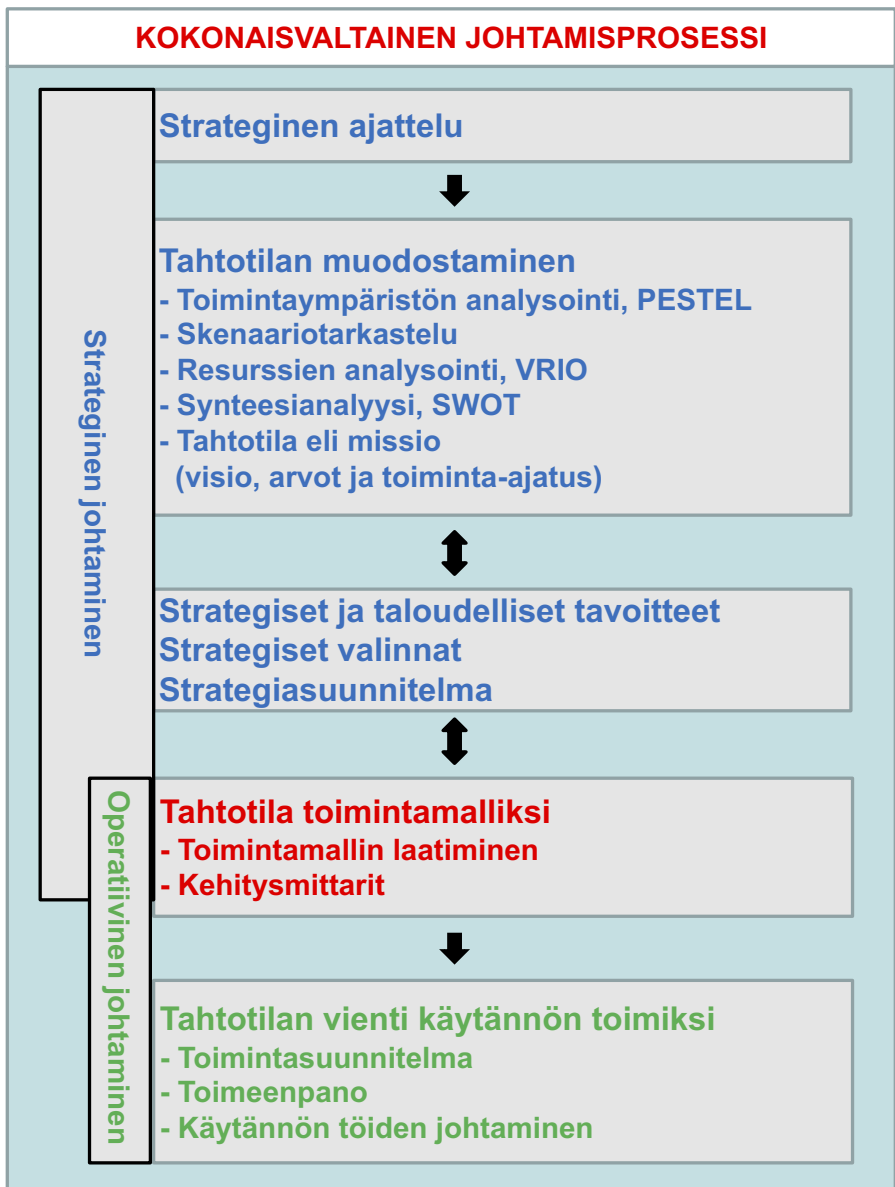 KOKONAISVALTAINEN JOHTAMISPROSESSI
Strateginen johtaminen
Strateginen ajattelu
Tahtotilan muodostaminen
- Toimintaympäristön analysointi, PESTEL
- Skenaariotarkastelu
- Resurssien analysointi, VRIO
- Synteesianalyysi, SWOT
- Tahtotila eli missio
(visio, arvot ja toiminta-ajatus)
Strategiset ja taloudelliset tavoitteet
Strategiset valinnat
Strategiasuunnitelma
Operatiivinen johtaminen
Tahtotila toimintamalliksi
- Toimintamallin laatiminen
- Kehitysmittarit
Tahtotilan vienti käytännön toimiksi
- Toimintasuunnitelma
- Toimeenpano
- Käytännön töiden johtaminen